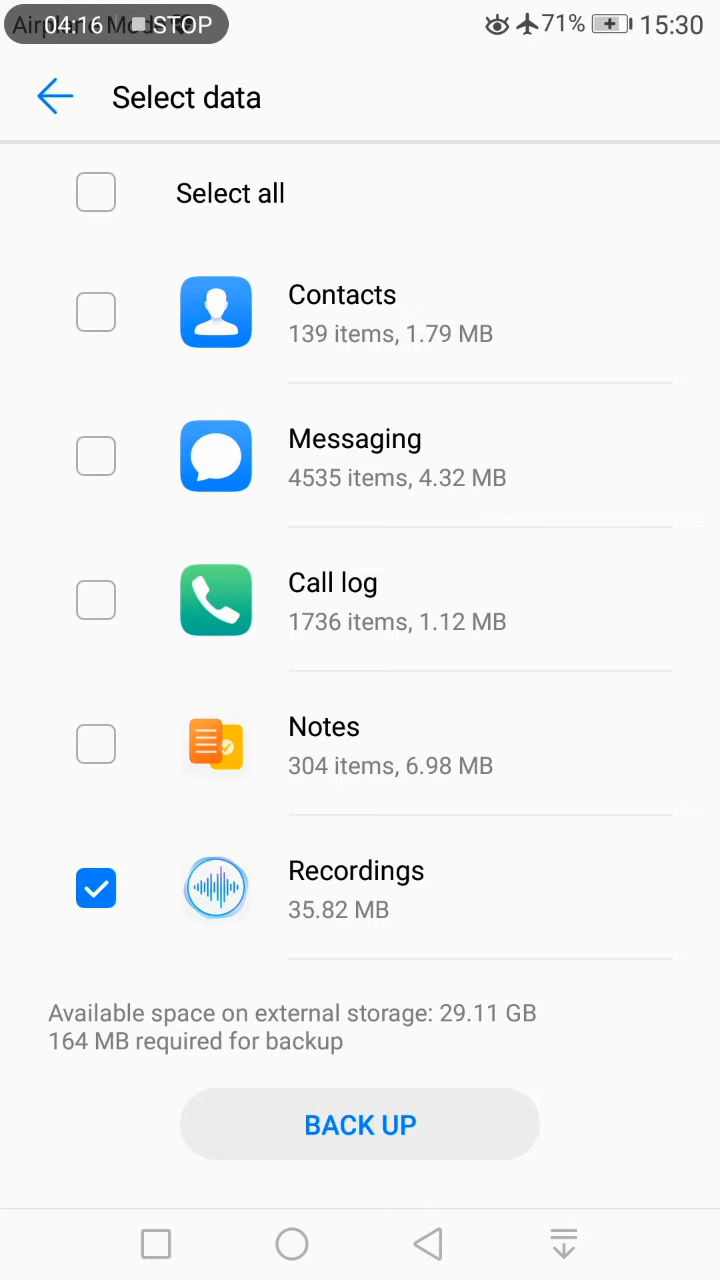 04:16 STOP
71% 15:30
Select data
Select all
Contacts
139 items, 1.79 MB
Messaging
4535 items, 4.32 MB
Call log
1736 items, 1.12 MB
Notes
304 items, 6.98 MB
Recordings
35.82 MB
Available space on external storage: 29.11 GB
164 MB required for backup
BACK UP